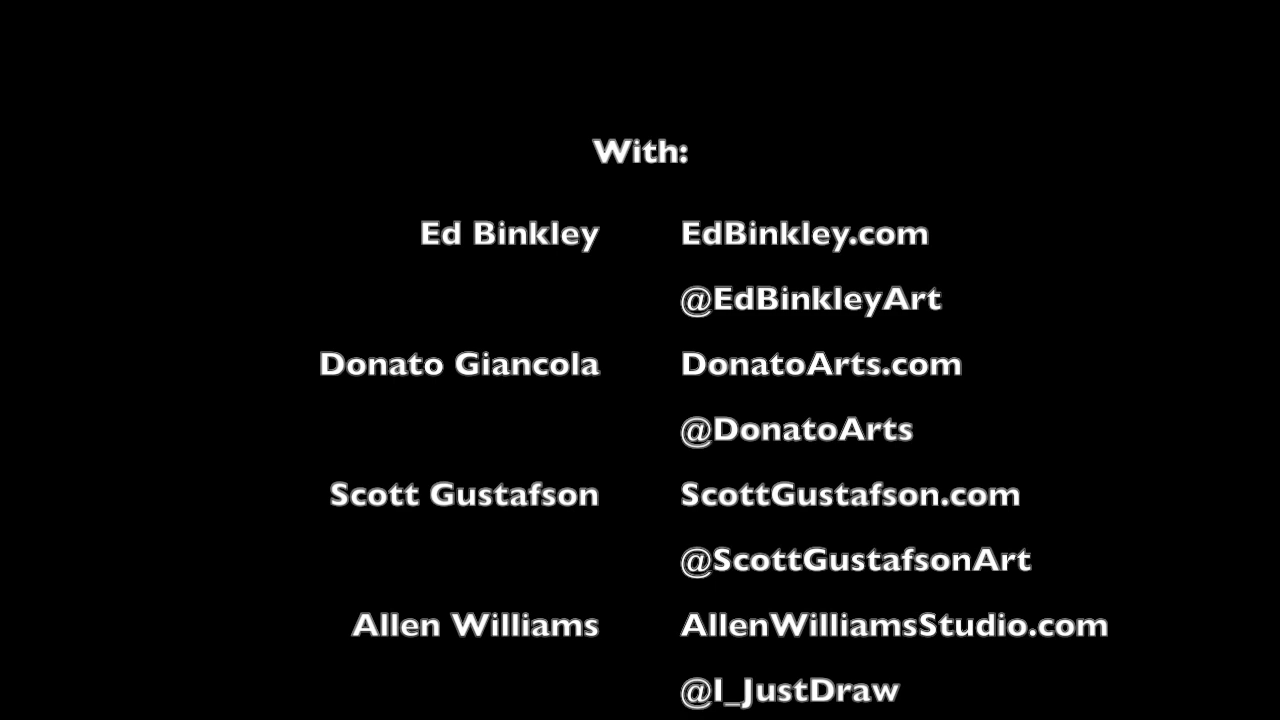 With:
Ed Binkley EdBinkley.com
@EdBinkleyArt
Donato Giancola DonatoArts.com
@DonatoArts
Scott Gustafson ScottGustafson.com
@ScottGustafsonArt
Allen Williams AllenWilliamsStudio.com
@I_JustDraw